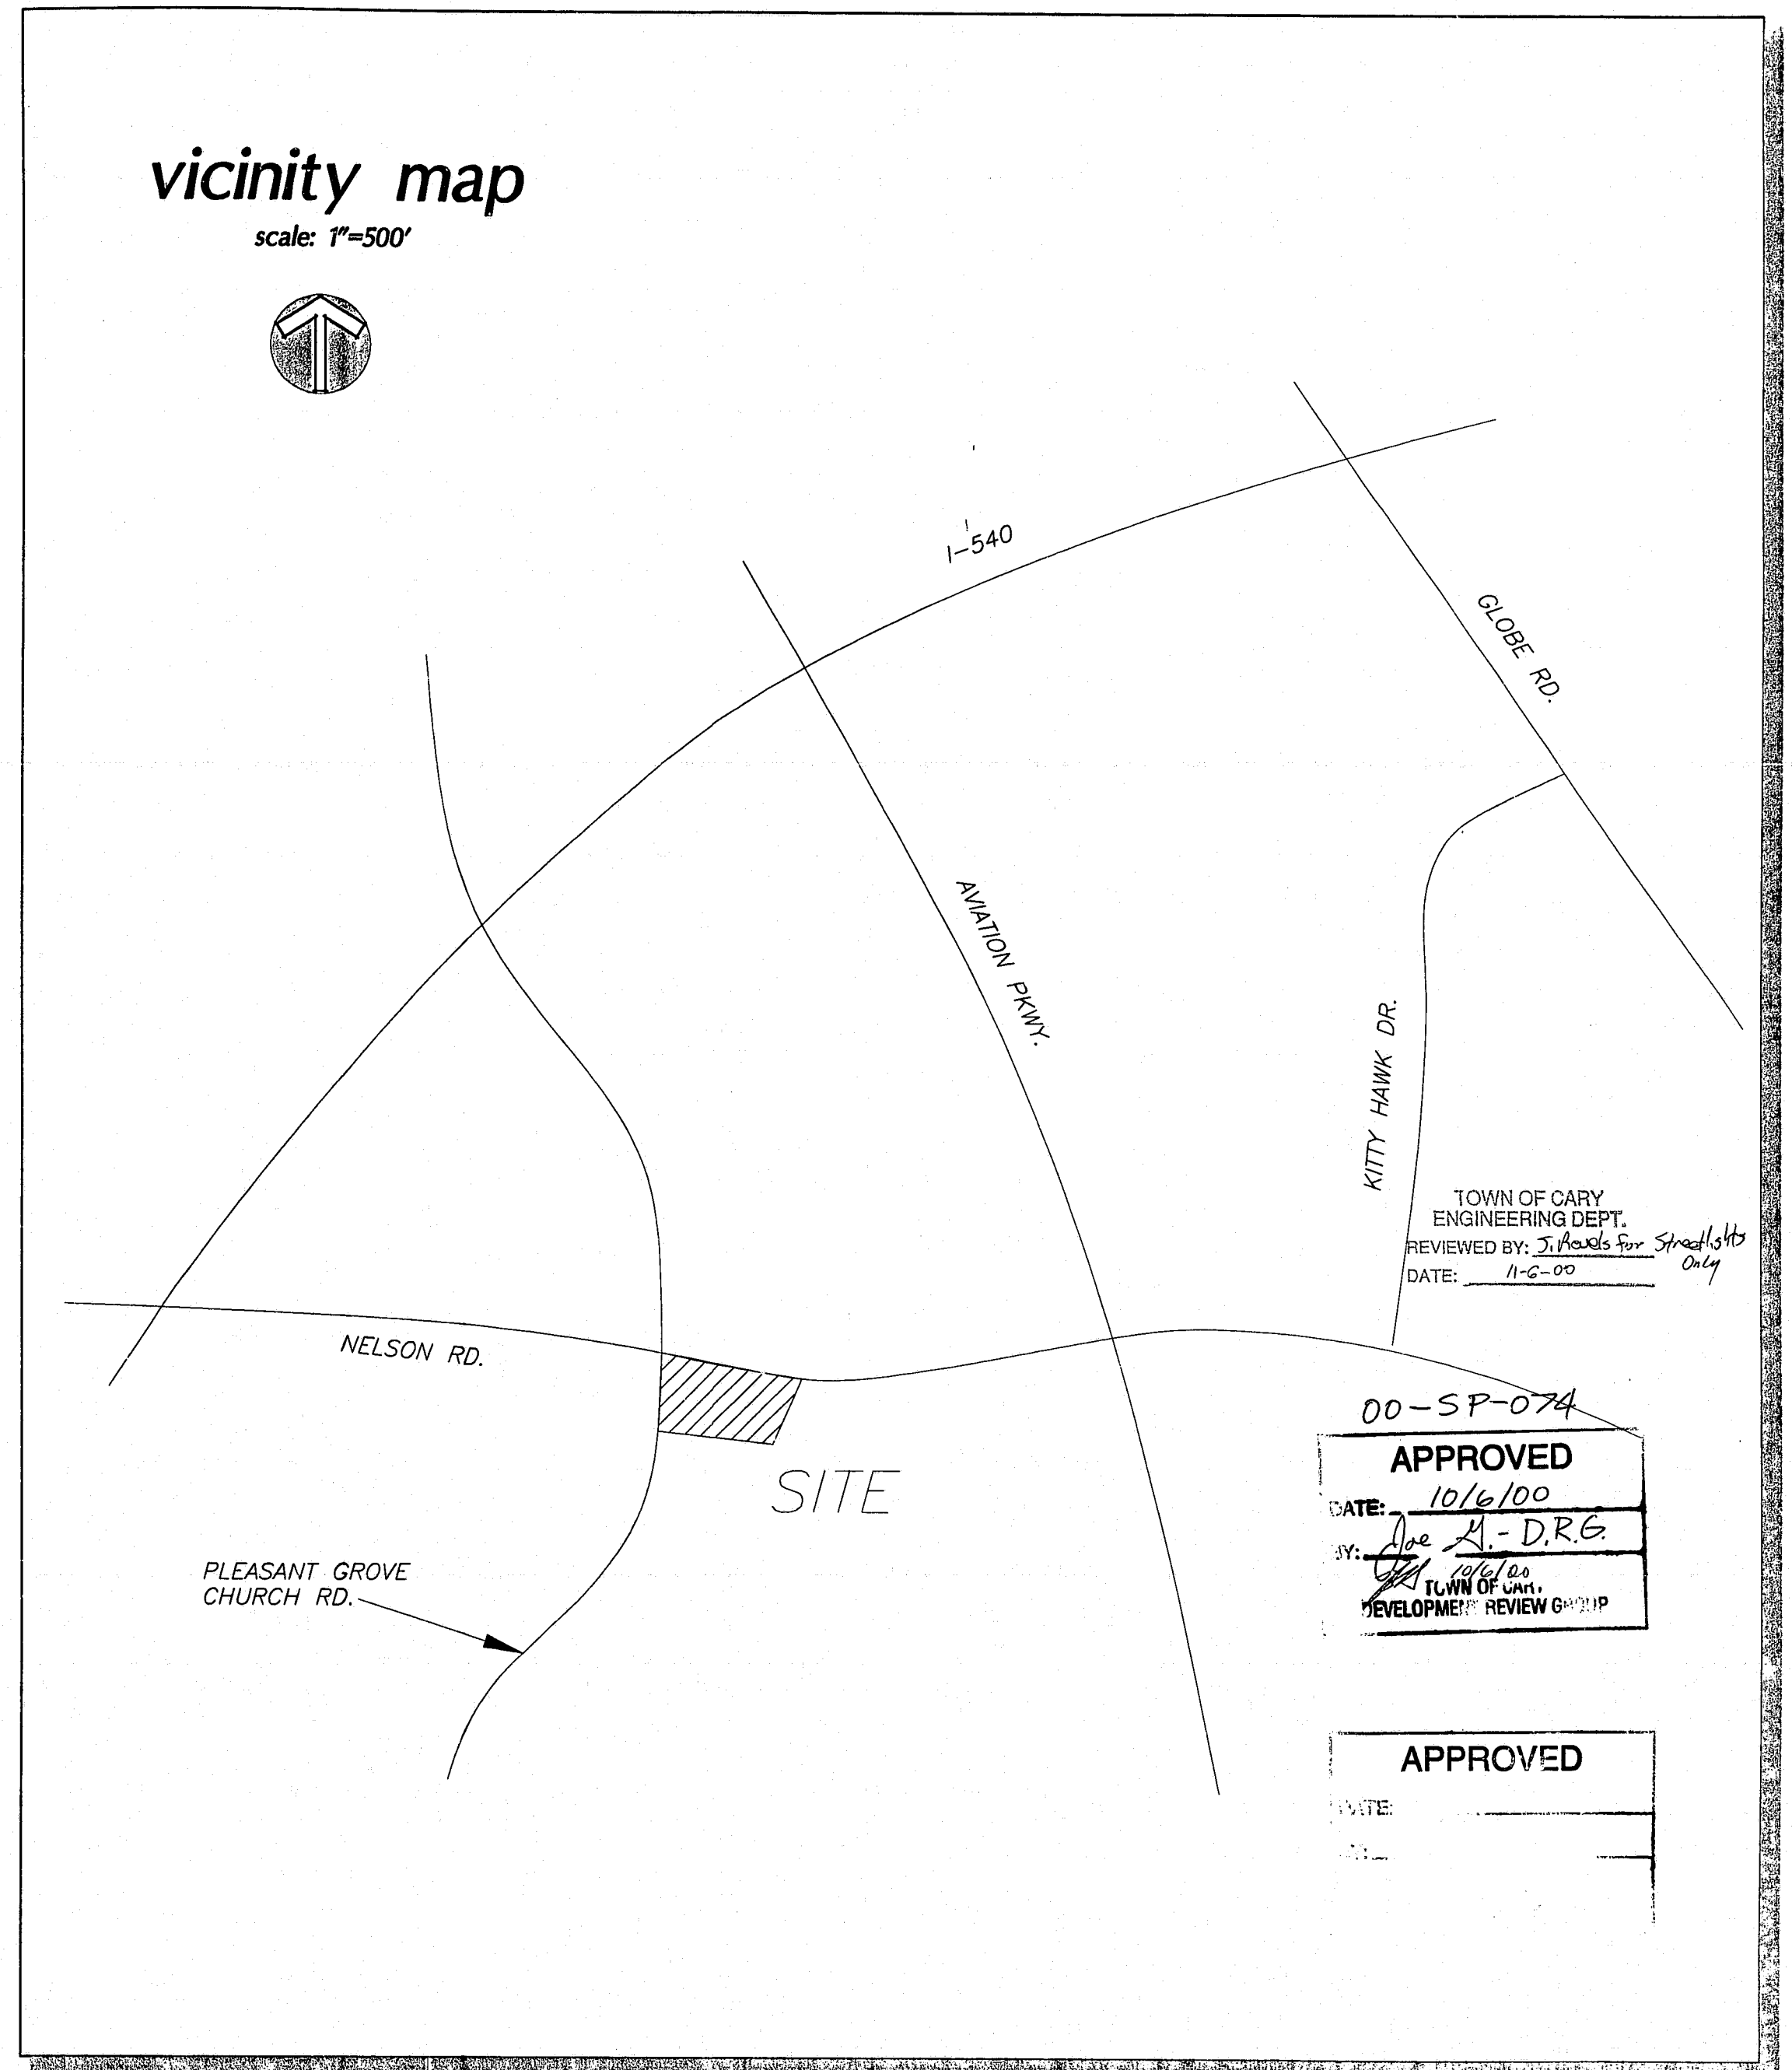 vicinity map
scale: 1"=500'
I-540
GLOBE RD.
AVIATION PKWY.
KITTY HAWK DR.
TOWN OF CARY
ENGINEERING DEPT.
REVIEWED BY: J. Revels for Streetlights
Only
DATE: 11-6-00
NELSON RD.
00-SP-074
APPROVED
DATE: 10/6/00
BY: Joe M. - D.R.G.
10/6/00
TOWN OF CARY
DEVELOPMENT REVIEW GROUP
SITE
PLEASANT GROVE
CHURCH RD.
APPROVED
DATE: